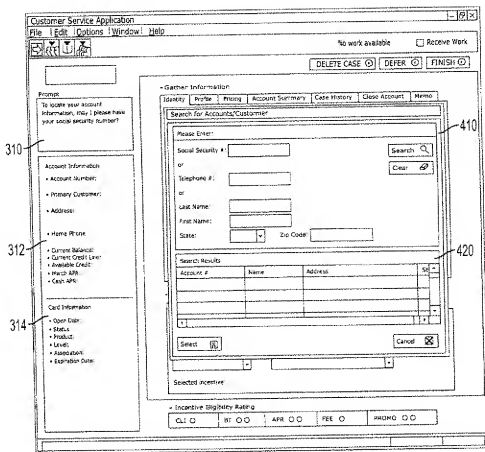 Customer Service Application
File Edit Options Window Help
No work available Receive Work
DELETE CASE DEFER FINISH
Prompt
To locate your account
information, may I please have
your social security number?
310
Gather Information
Identity Profile Pricing Account Summary Case History Close Account Memo
Search for Accounts/Customer
410
Please Enter:
Social Security #:
Search
or
Clear
Telephone #:
or
Last Name:
First Name:
State: Zip Code:
Account Information
• Account Number:
• Primary Customer:
• Address:
• Home Phone
312
• Current Balance:
• Current Credit Line:
• Available Credit:
• Merch APR:
• Cash APR:
420
Search Results
Account # Name Address
Card Information
314
• Open Date:
• Status
• Product:
• Level:
• Association:
• Expiration Date:
Select Cancel
Selected Incentive:
Incentive Eligibility Rating
CLI BT APR FEE PROMO